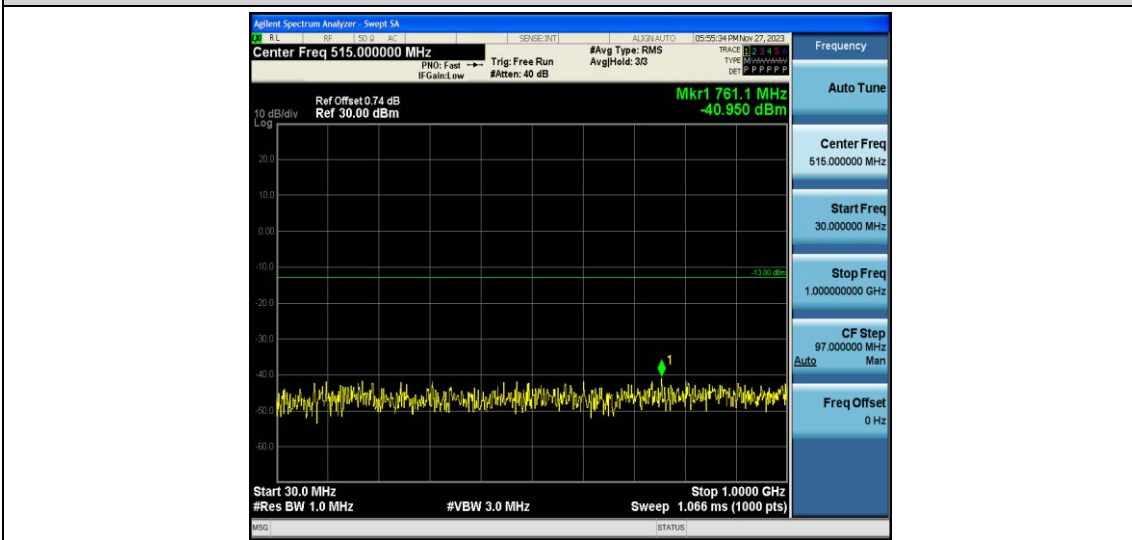 Agilent Spectrum Analyzer - Swept SA
RL RF 50 Ω AC SENSE:INT ALIGN AUTO 05:55:34 PM Nov 27, 2023
Center Freq 515.000000 MHz
PNO: Fast
IFGain:Low
Trig: Free Run
#Atten: 40 dB
#Avg Type: RMS
Avg|Hold: 3/3
TRACE 1 2 3 4 5 6
TYPE
DET P P P P P P
Mkr1 761.1 MHz
-40.950 dBm
Ref Offset 0.74 dB
10 dB/div Ref 30.00 dBm
Log
20.0
10.0
0.00
-10.0
-13.00 dBm
-20.0
-30.0
1
-40.0
-50.0
-60.0
Start 30.0 MHz Stop 1.0000 GHz
#Res BW 1.0 MHz #VBW 3.0 MHz Sweep 1.066 ms (1000 pts)
MSG STATUS
Frequency
Auto Tune
Center Freq
515.000000 MHz
Start Freq
30.000000 MHz
Stop Freq
1.000000000 GHz
CF Step
97.000000 MHz
Auto Man
Freq Offset
0 Hz